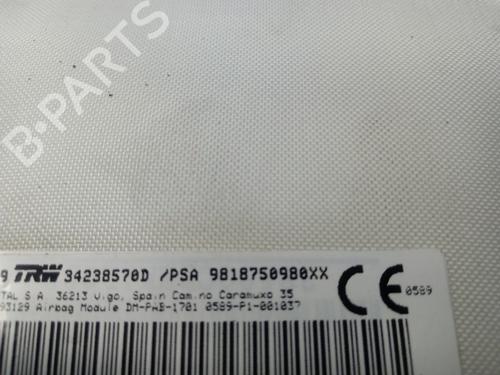 B-PARTS
9 TRW 34238570D /PSA 9818750980XX
TAL S A 36213 Vigo, Spain Camino Caramuxo 35
93129 Airbag Module DM-PAB-1701 0589-P1-001037
CE 0589